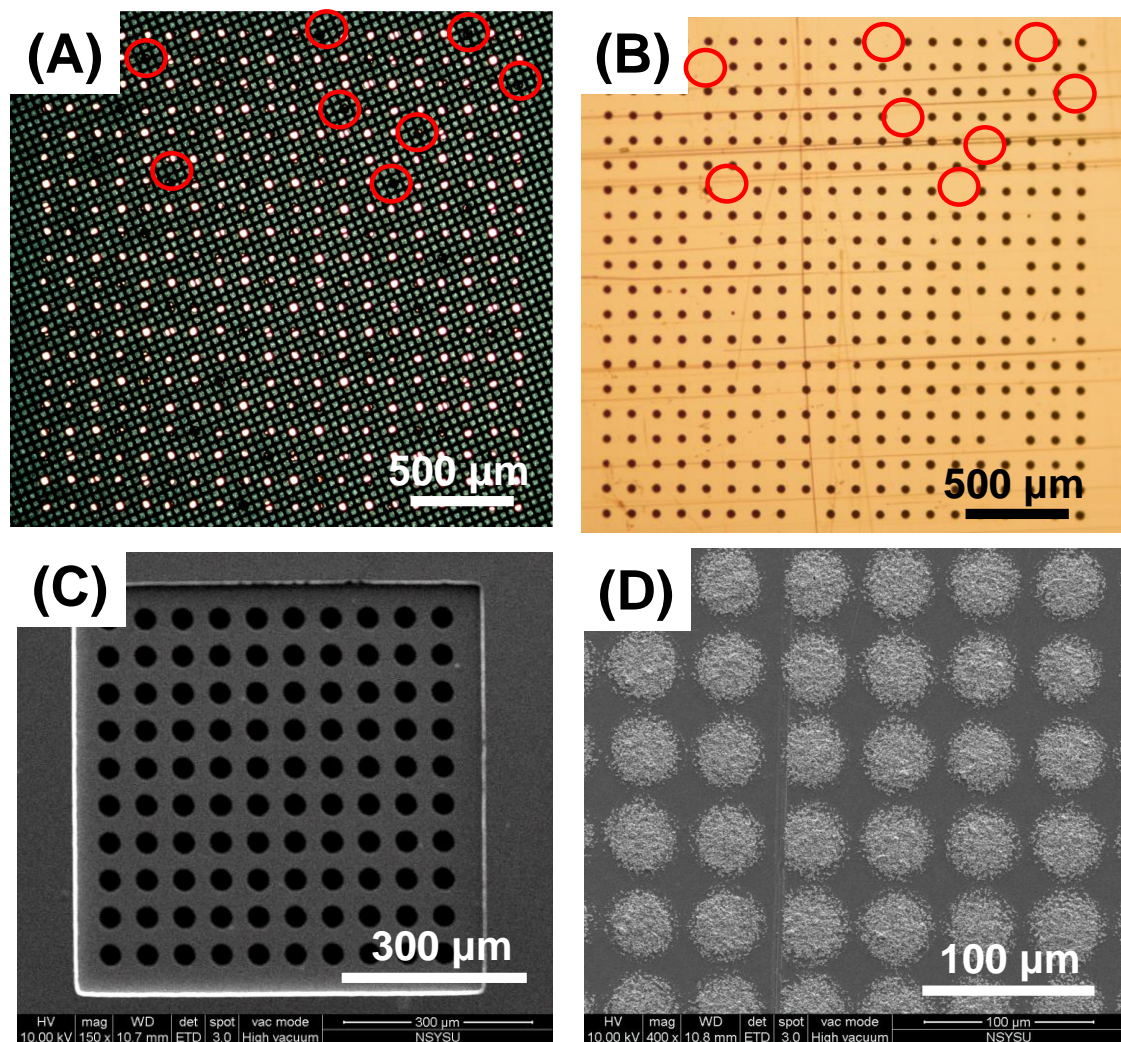 (A)
(B)
500 µm
500 µm
(C)
(D)
300 µm
100 µm
HV mag WD det spot vac mode 300 µm
10.00 kV 150 x 10.7 mm ETD 3.0 High vacuum NSYSU
HV mag WD det spot vac mode 100 µm
10.00 kV 400 x 10.8 mm ETD 3.0 High vacuum NSYSU